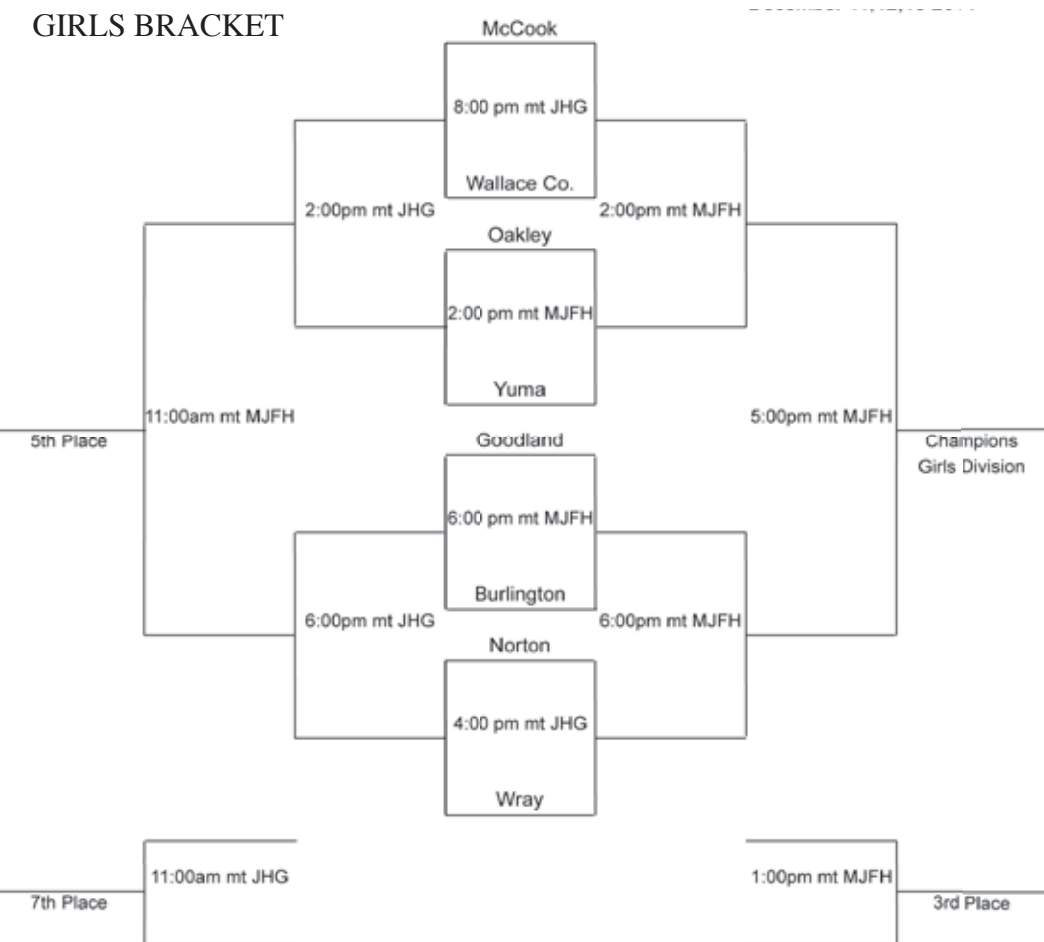 GIRLS BRACKET
McCook
8:00 pm mt JHG
Wallace Co.
2:00pm mt JHG
2:00pm mt MJFH
Oakley
2:00 pm mt MJFH
Yuma
11:00am mt MJFH
5:00pm mt MJFH
5th Place
Goodland
Champions
Girls Division
6:00 pm mt MJFH
Burlington
6:00pm mt JHG
6:00pm mt MJFH
Norton
4:00 pm mt JHG
Wray
11:00am mt JHG
1:00pm mt MJFH
7th Place
3rd Place